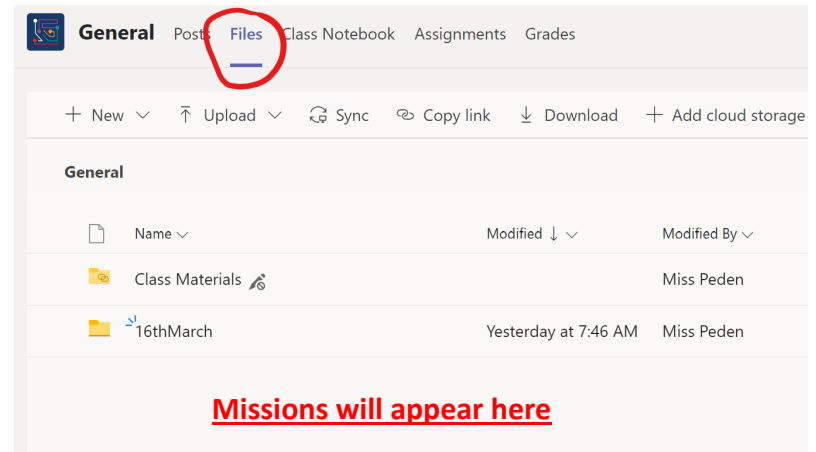 General Posts Files Class Notebook Assignments Grades
New Upload Sync Copy link Download Add cloud storage
General
Name Modified Modified By
Class Materials Miss Peden
16thMarch Yesterday at 7:46 AM Miss Peden
Missions will appear here